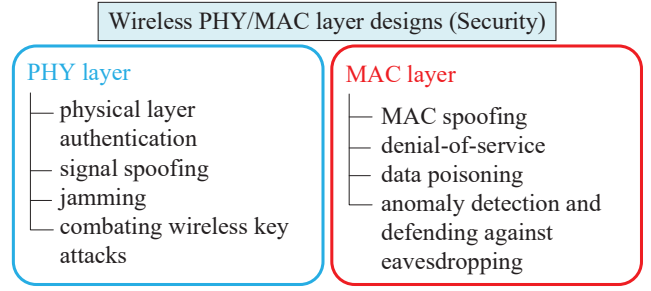 Wireless PHY/MAC layer designs (Security)
PHY layer
physical layer
authentication
signal spoofing
jamming
combating wireless key
attacks
MAC layer
MAC spoofing
denial-of-service
data poisoning
anomaly detection and
defending against
eavesdropping